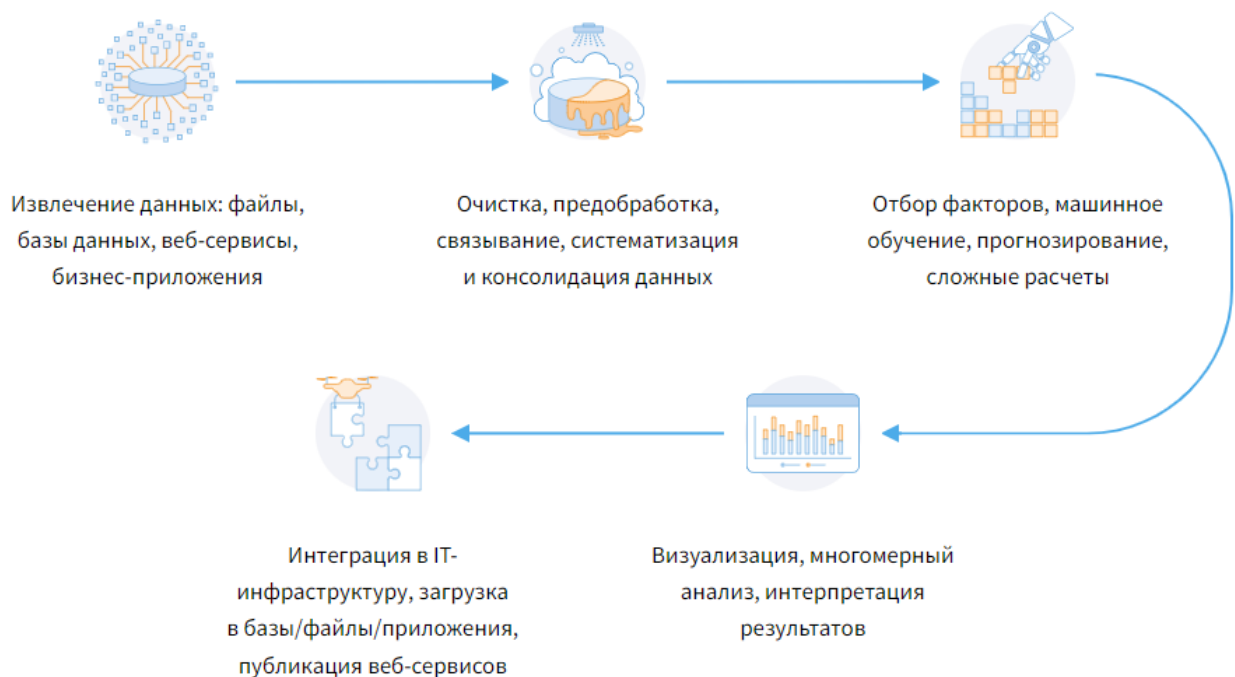 Извлечение данных: файлы,
базы данных, веб-сервисы,
бизнес-приложения
Очистка, предобработка,
связывание, систематизация
и консолидация данных
Отбор факторов, машинное
обучение, прогнозирование,
сложные расчеты
Визуализация, многомерный
анализ, интерпретация
результатов
Интеграция в IT-
инфраструктуру, загрузка
в базы/файлы/приложения,
публикация веб-сервисов